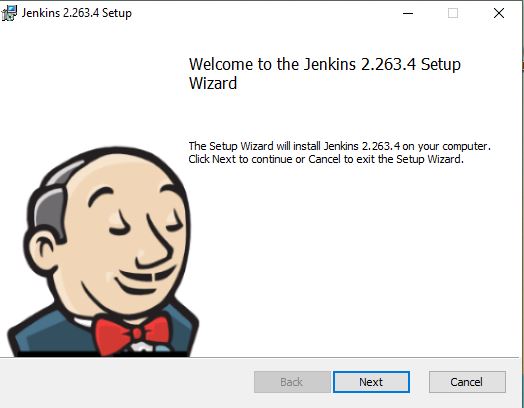 Jenkins 2.263.4 Setup
Welcome to the Jenkins 2.263.4 Setup
Wizard
The Setup Wizard will install Jenkins 2.263.4 on your computer.
Click Next to continue or Cancel to exit the Setup Wizard.
Back
Next
Cancel